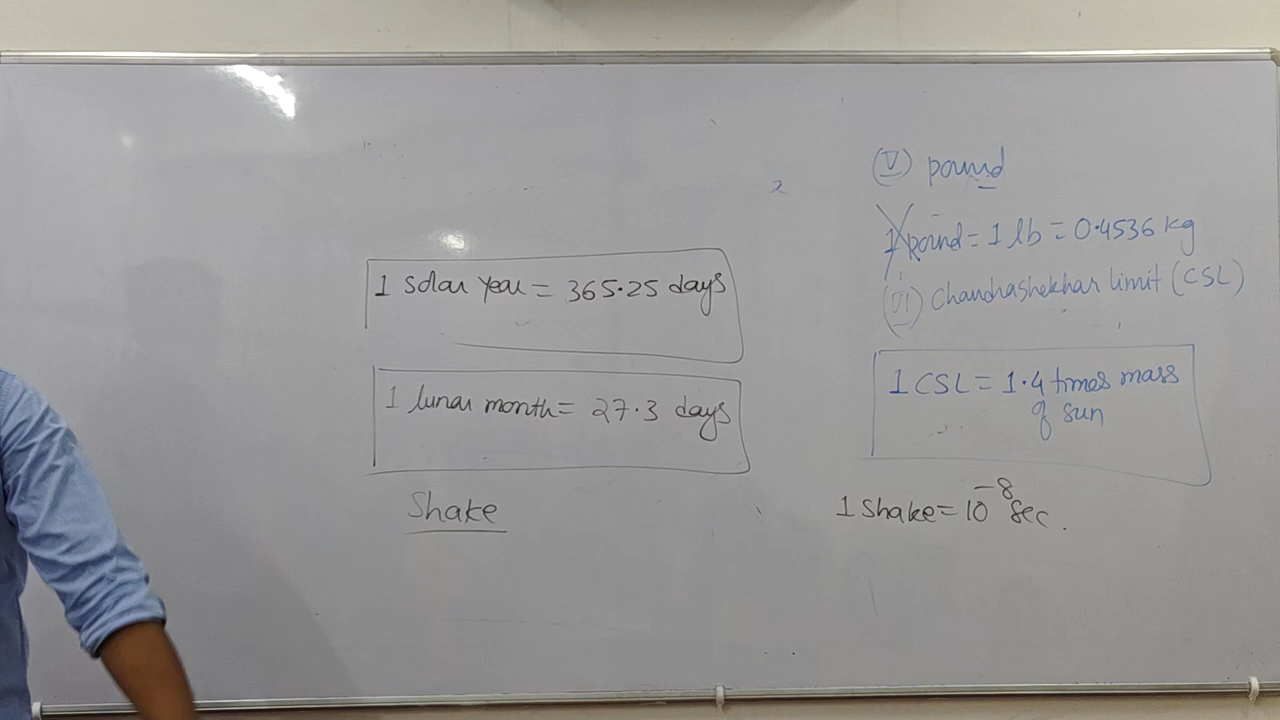 1 Solar Year = 365.25 days
1 lunar month = 27.3 days
Shake
(V) pound
1 pound = 1 lb = 0.4536 kg
(VI) Chandrashekhar limit (CSL)
1 CSL = 1.4 times mass
of sun
1 Shake = 10⁻⁸ sec.